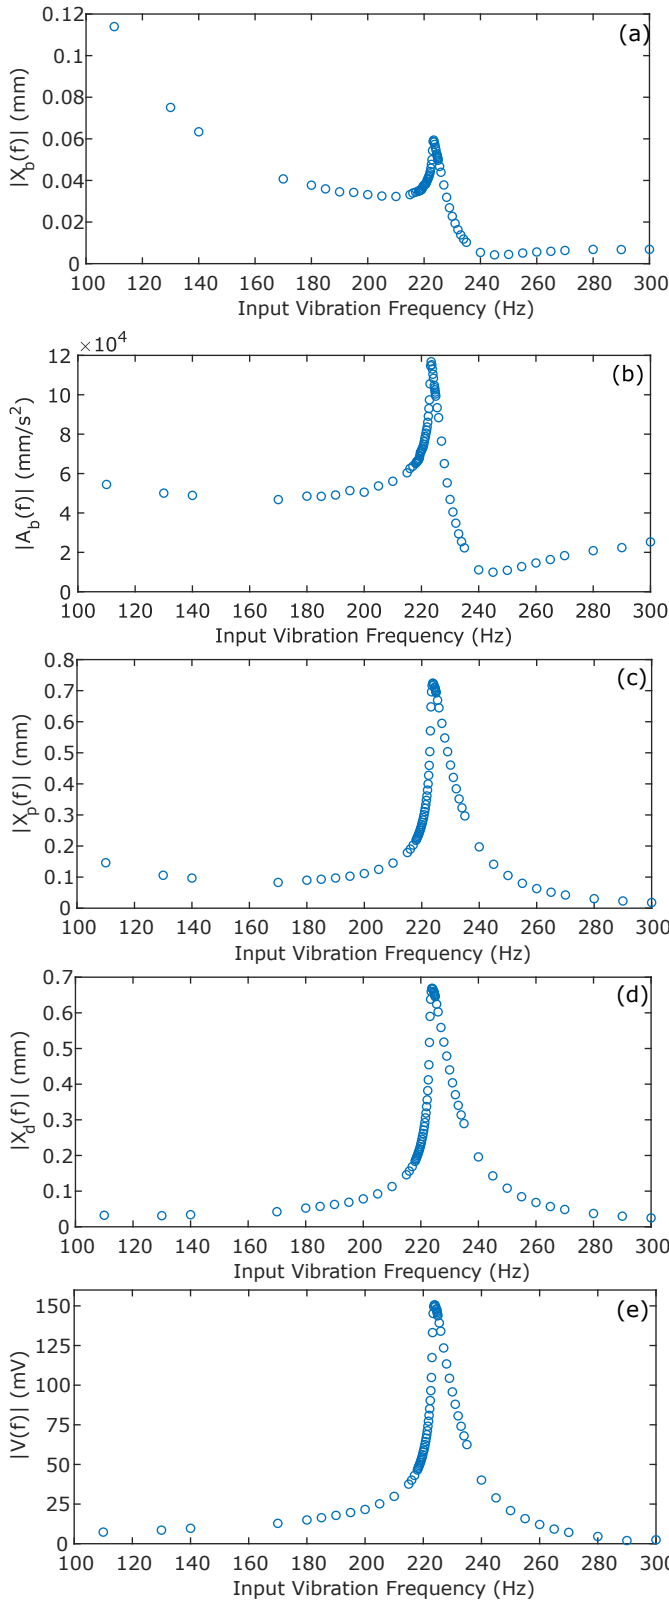 (a)
|X_b(f)| (mm)
0.12
0.1
0.08
0.06
0.04
0.02
0
100 120 140 160 180 200 220 240 260 280 300
Input Vibration Frequency (Hz)
(b)
|A_b(f)| (mm/s²)
×10⁴
12
10
8
6
4
2
0
100 120 140 160 180 200 220 240 260 280 300
Input Vibration Frequency (Hz)
(c)
|X_p(f)| (mm)
0.8
0.7
0.6
0.5
0.4
0.3
0.2
0.1
0
100 120 140 160 180 200 220 240 260 280 300
Input Vibration Frequency (Hz)
(d)
|X_d(f)| (mm)
0.7
0.6
0.5
0.4
0.3
0.2
0.1
0
100 120 140 160 180 200 220 240 260 280 300
Input Vibration Frequency (Hz)
(e)
|V(f)| (mV)
150
125
100
75
50
25
0
100 120 140 160 180 200 220 240 260 280 300
Input Vibration Frequency (Hz)